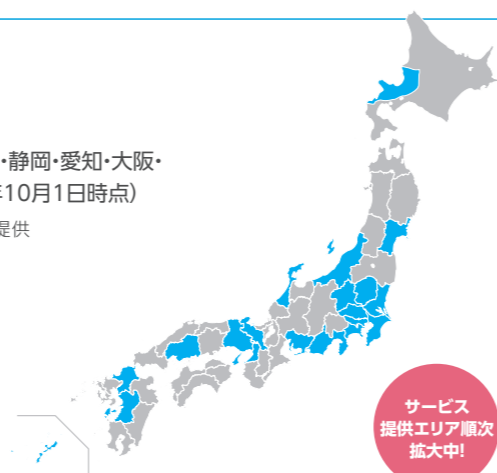 ・静岡・愛知・大阪・
年10月1日時点）
提供
サービス
提供エリア順次
拡大中!